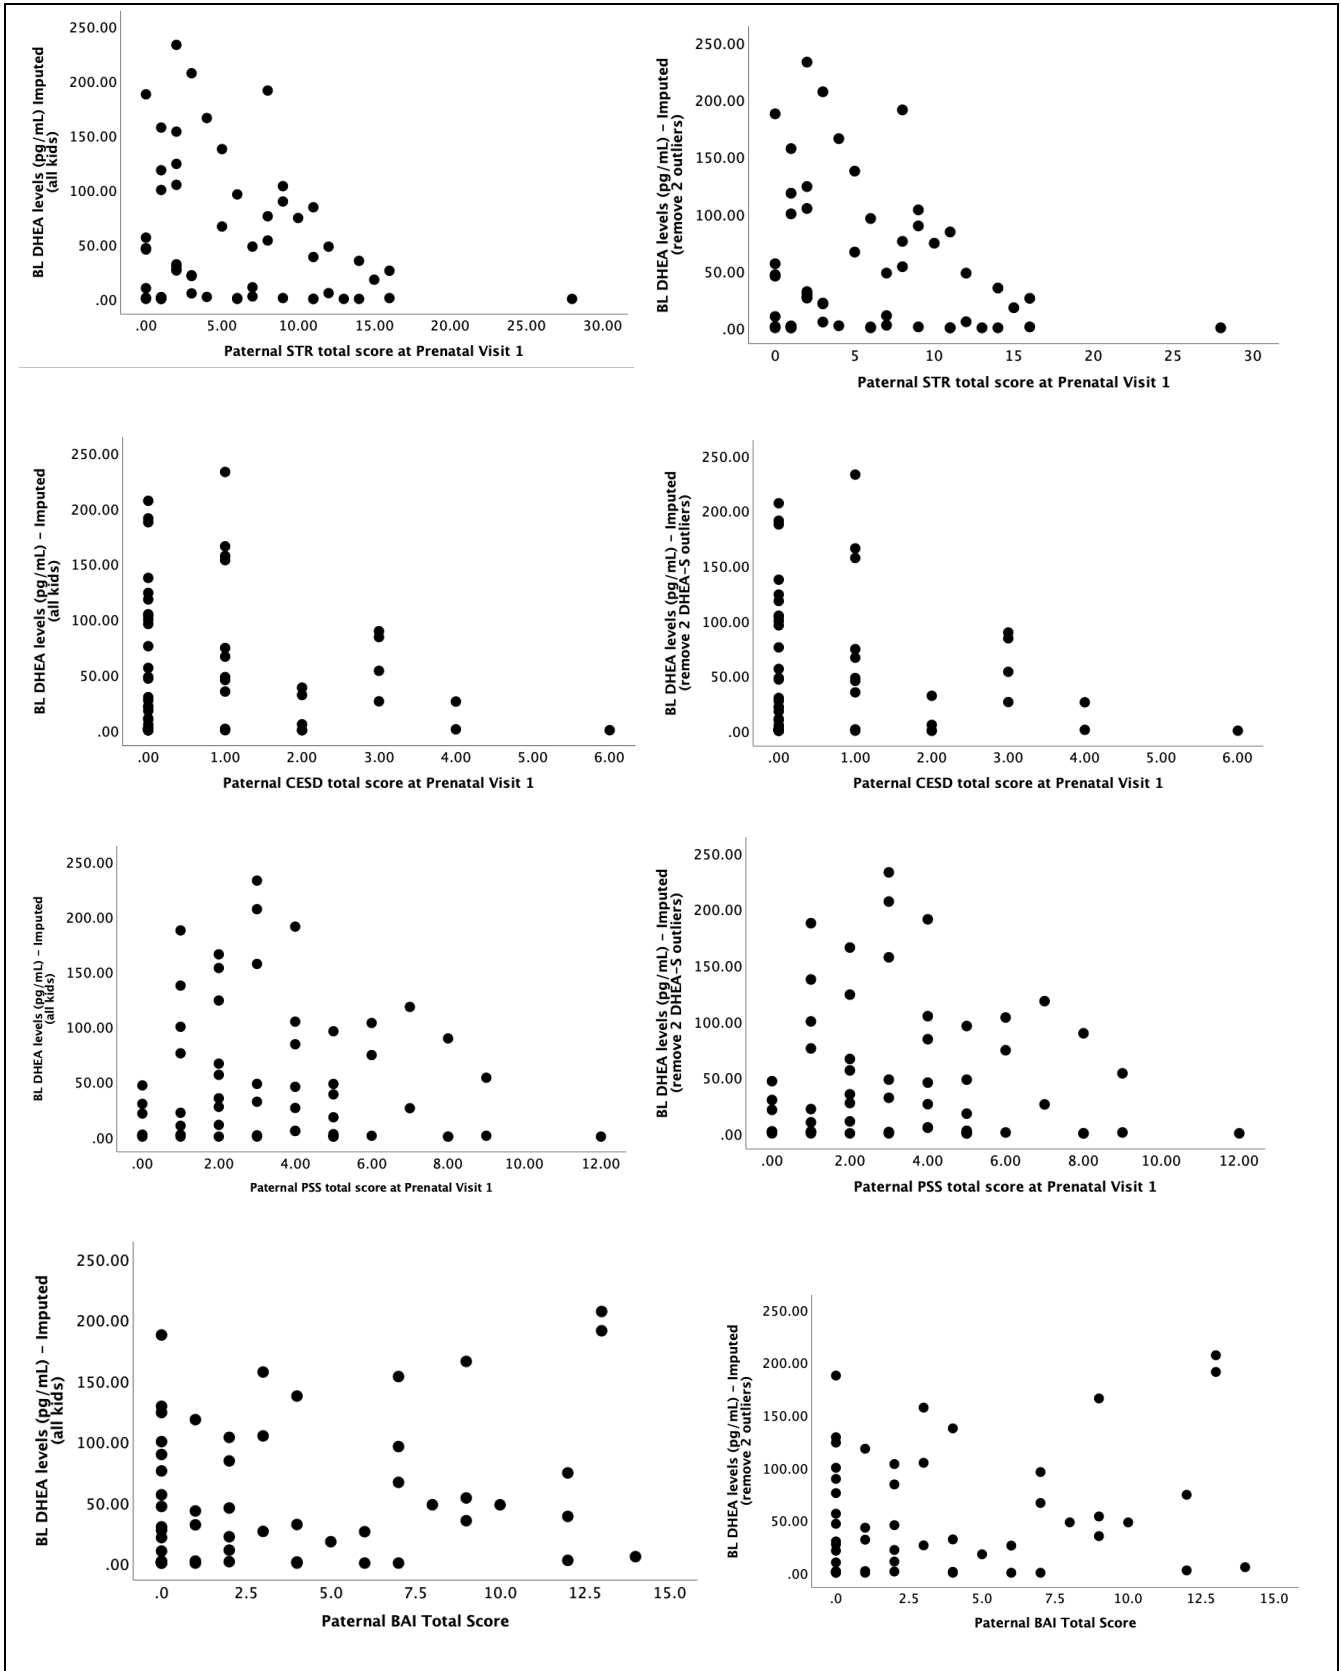 BL DHEA levels (pg/mL) Imputed
(all kids)
250.00
200.00
150.00
100.00
50.00
.00
.00 5.00 10.00 15.00 20.00 25.00 30.00
Paternal STR total score at Prenatal Visit 1
BL DHEA levels (pg/mL) – Imputed
(remove 2 outliers)
250.00
200.00
150.00
100.00
50.00
.00
0 5 10 15 20 25 30
Paternal STR total score at Prenatal Visit 1
BL DHEA levels (pg/mL) – Imputed
(all kids)
250.00
200.00
150.00
100.00
50.00
.00
.00 1.00 2.00 3.00 4.00 5.00 6.00
Paternal CESD total score at Prenatal Visit 1
BL DHEA levels (pg/mL) – Imputed
(remove 2 DHEA-S outliers)
250.00
200.00
150.00
100.00
50.00
.00
.00 1.00 2.00 3.00 4.00 5.00 6.00
Paternal CESD total score at Prenatal Visit 1
BL DHEA levels (pg/mL) – Imputed
(all kids)
250.00
200.00
150.00
100.00
50.00
.00
.00 2.00 4.00 6.00 8.00 10.00 12.00
Paternal PSS total score at Prenatal Visit 1
BL DHEA levels (pg/mL) – Imputed
(remove 2 DHEA-S outliers)
250.00
200.00
150.00
100.00
50.00
.00
.00 2.00 4.00 6.00 8.00 10.00 12.00
Paternal PSS total score at Prenatal Visit 1
BL DHEA levels (pg/mL) – Imputed
(all kids)
250.00
200.00
150.00
100.00
50.00
.00
.0 2.5 5.0 7.5 10.0 12.5 15.0
Paternal BAI Total Score
BL DHEA levels (pg/mL) – Imputed
(remove 2 outliers)
250.00
200.00
150.00
100.00
50.00
.00
.0 2.5 5.0 7.5 10.0 12.5 15.0
Paternal BAI Total Score